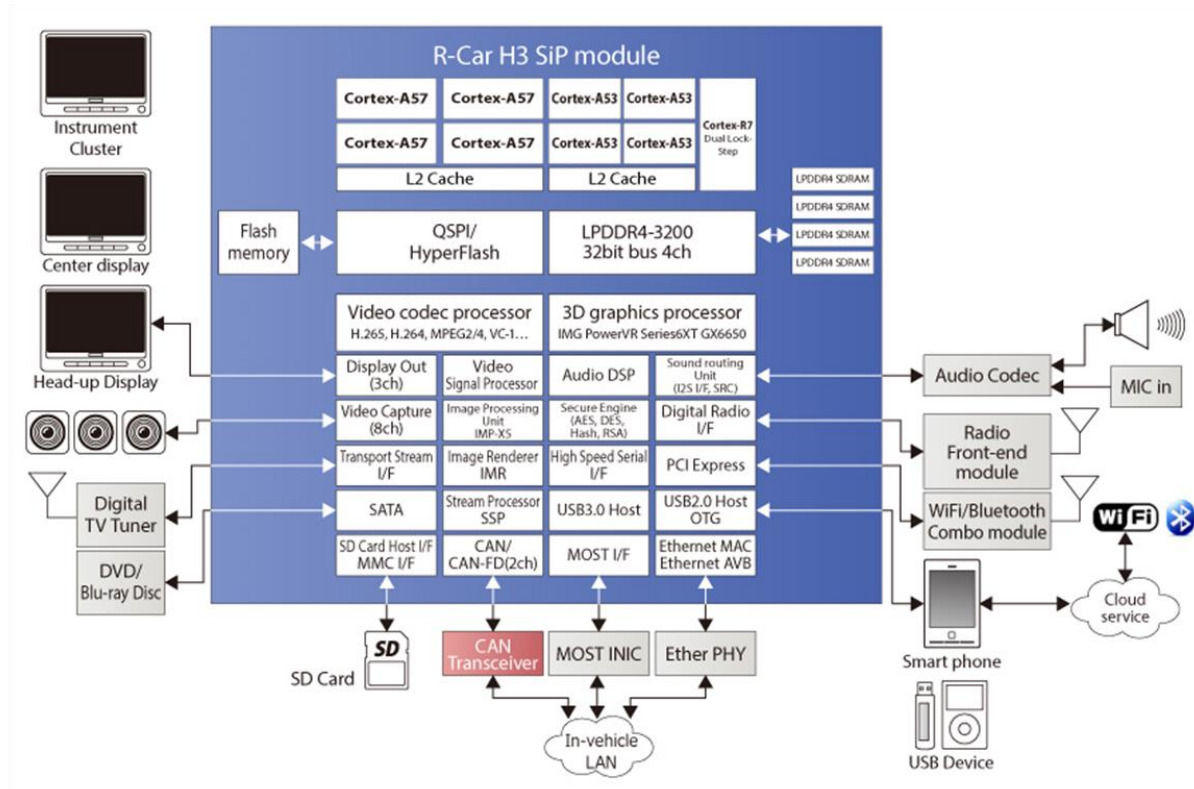 R-Car H3 SiP module
Cortex-A57
Cortex-A57
Cortex-A53
Cortex-A53
Cortex-A57
Cortex-A57
Cortex-A53
Cortex-A53
Cortex-R7
Dual Lock-
Step
L2 Cache
L2 Cache
Instrument
Cluster
Center display
Head-up Display
Flash
memory
QSPI/
HyperFlash
LPDDR4-3200
32bit bus 4ch
LPDDR4 SDRAM
LPDDR4 SDRAM
LPDDR4 SDRAM
LPDDR4 SDRAM
Video codec processor
H.265, H.264, MPEG2/4, VC-1...
3D graphics processor
IMG PowerVR Series6XT GX6650
Display Out
(3ch)
Video
Signal Processor
Audio DSP
Sound routing
Unit
(I2S I/F, SRC)
Video Capture
(8ch)
Image Processing
Unit
IMP-X5
Secure Engine
(AES, DES,
Hash, RSA)
Digital Radio
I/F
Transport Stream
I/F
Image Renderer
IMR
High Speed Serial
I/F
PCI Express
SATA
Stream Processor
SSP
USB3.0 Host
USB2.0 Host
OTG
SD Card Host I/F
MMC I/F
CAN/
CAN-FD(2ch)
MOST I/F
Ethernet MAC
Ethernet AVB
Digital
TV Tuner
DVD/
Blu-ray Disc
Audio Codec
MIC in
Radio
Front-end
module
WiFi/Bluetooth
Combo module
Wi Fi
Cloud
service
Smart phone
USB Device
SD Card
SD
CAN
Transceiver
MOST INIC
Ether PHY
In-vehicle
LAN